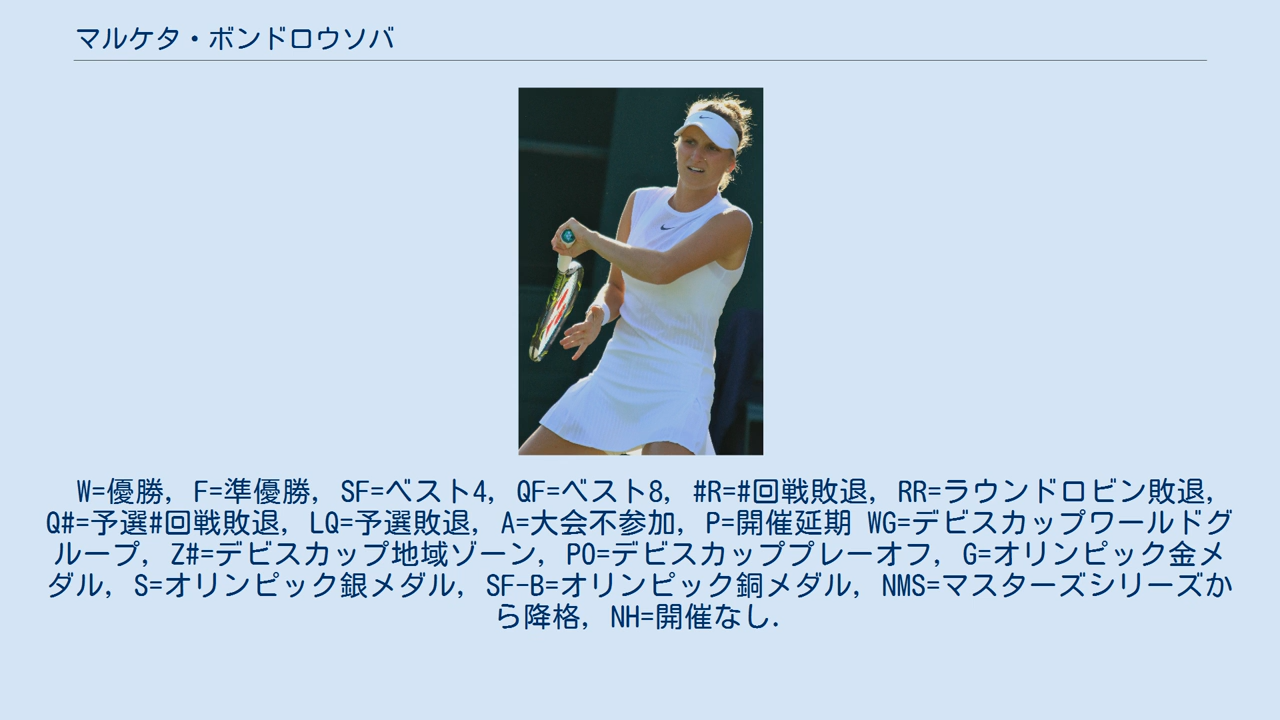 マルケタ・ボンドロウソバ
W=優勝, F=準優勝, SF=ベスト4, QF=ベスト8, #R=#回戦敗退, RR=ラウンドロビン敗退,
Q#=予選#回戦敗退, LQ=予選敗退, A=大会不参加, P=開催延期 WG=デビスカップワールドグ
ループ, Z#=デビスカップ地域ゾーン, PO=デビスカッププレーオフ, G=オリンピック金メ
ダル, S=オリンピック銀メダル, SF-B=オリンピック銅メダル, NMS=マスターズシリーズか
ら降格, NH=開催なし.